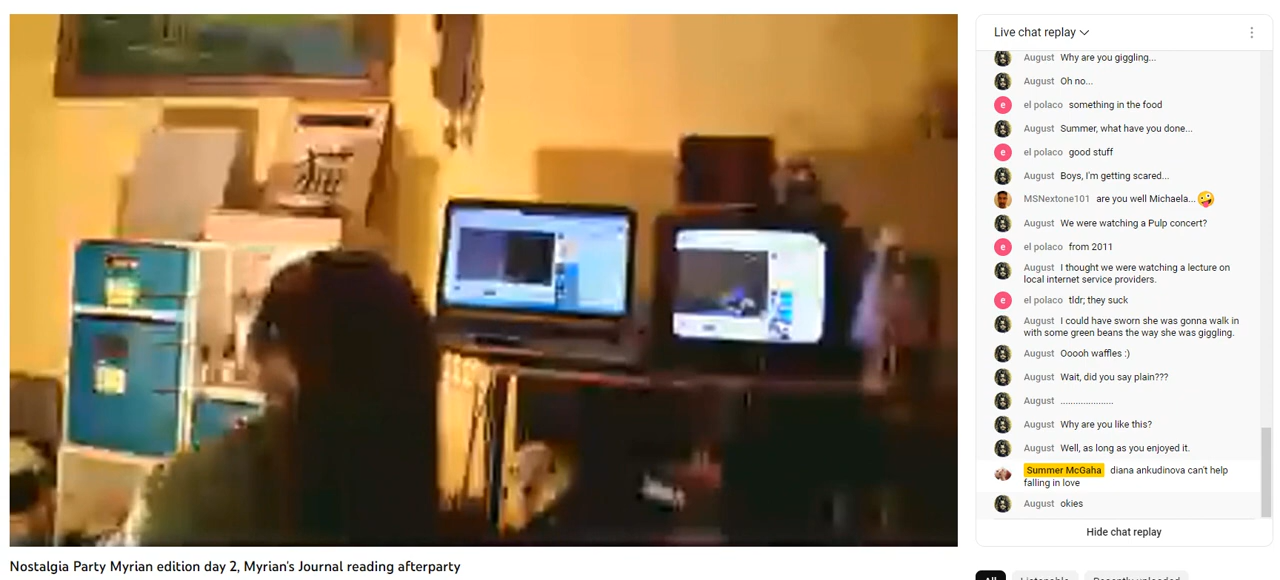 Live chat replay
August Why are you giggling...
August Oh no...
el polaco something in the food
August Summer, what have you done...
e
el polaco good stuff
August Boys, I'm getting scared...
MSNextone101 are you well Michaela...🤪
August We were watching a Pulp concert?
e
el polaco from 2011
August I thought we were watching a lecture on
local internet service providers.
e
el polaco tldr; they suck
August I could have sworn she was gonna walk in
with some green beans the way she was giggling.
August Ooooh waffles :)
August Wait, did you say plain???
August .....................
August Why are you like this?
August Well, as long as you enjoyed it.
Summer McGaha diana ankudinova can't help
falling in love
August okies
Hide chat replay
Nostalgia Party Myrian edition day 2, Myrian's Journal reading afterparty
All Listenable Recently uploaded